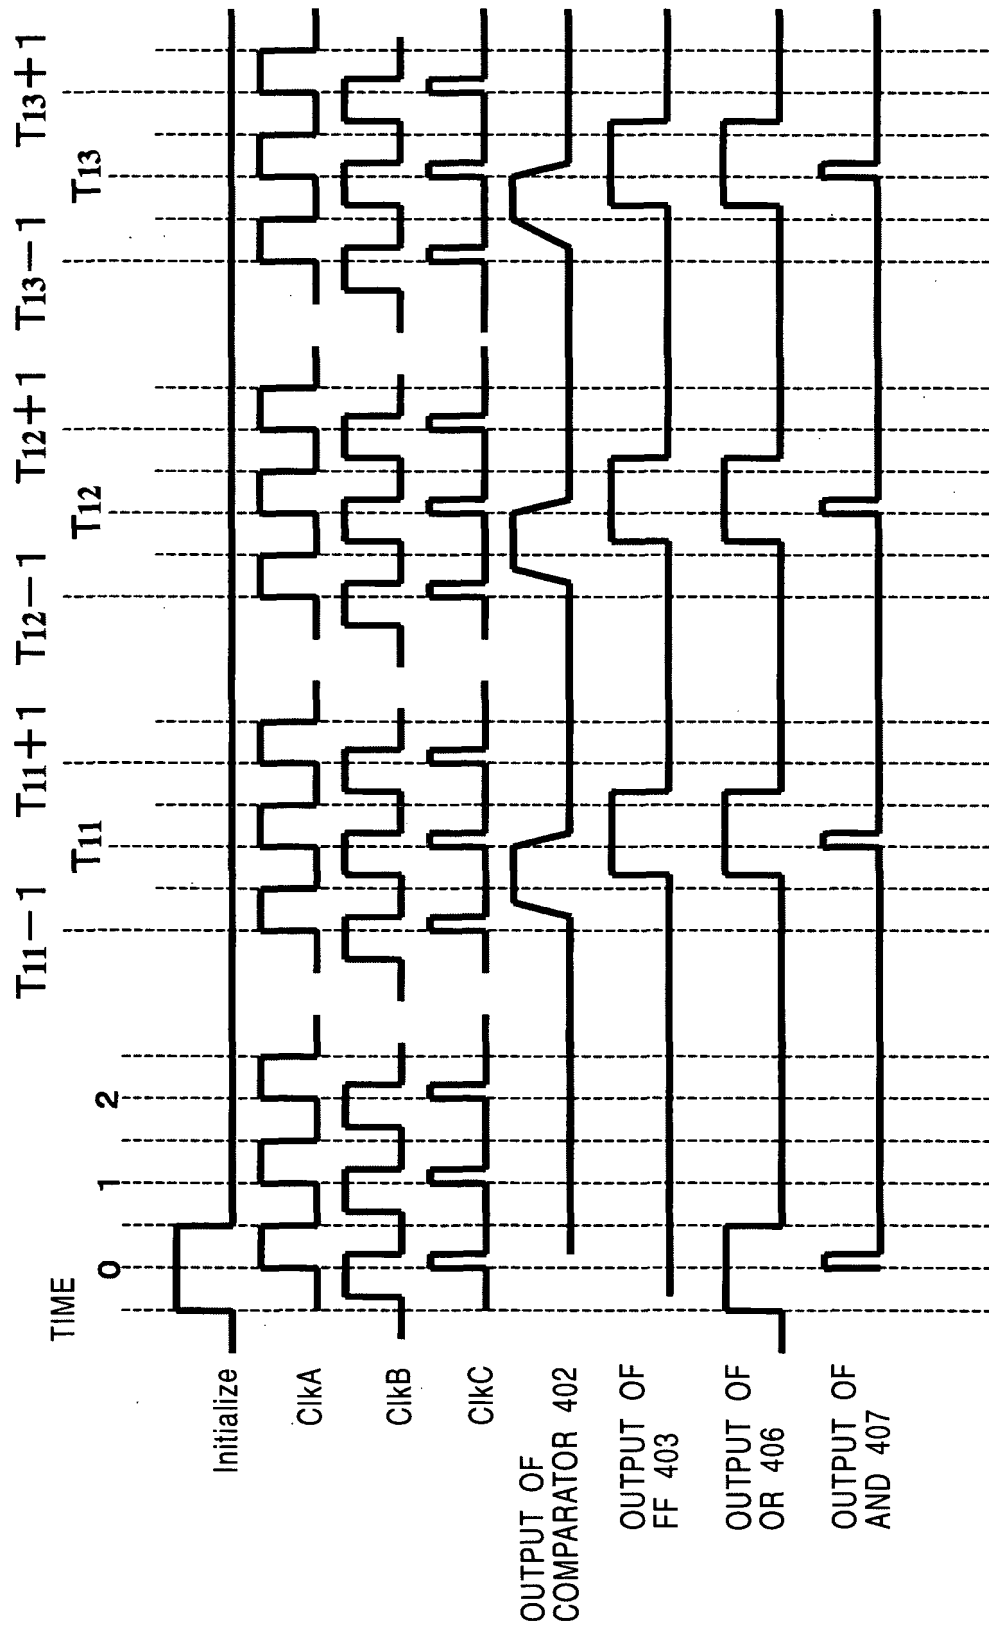 TIME
0
1
2
T11−1
T11
T11+1
T12−1
T12
T12+1
T13−1
T13
T13+1
Initialize
ClkA
ClkB
ClkC
OUTPUT OF
COMPARATOR 402
OUTPUT OF
FF 403
OUTPUT OF
OR 406
OUTPUT OF
AND 407